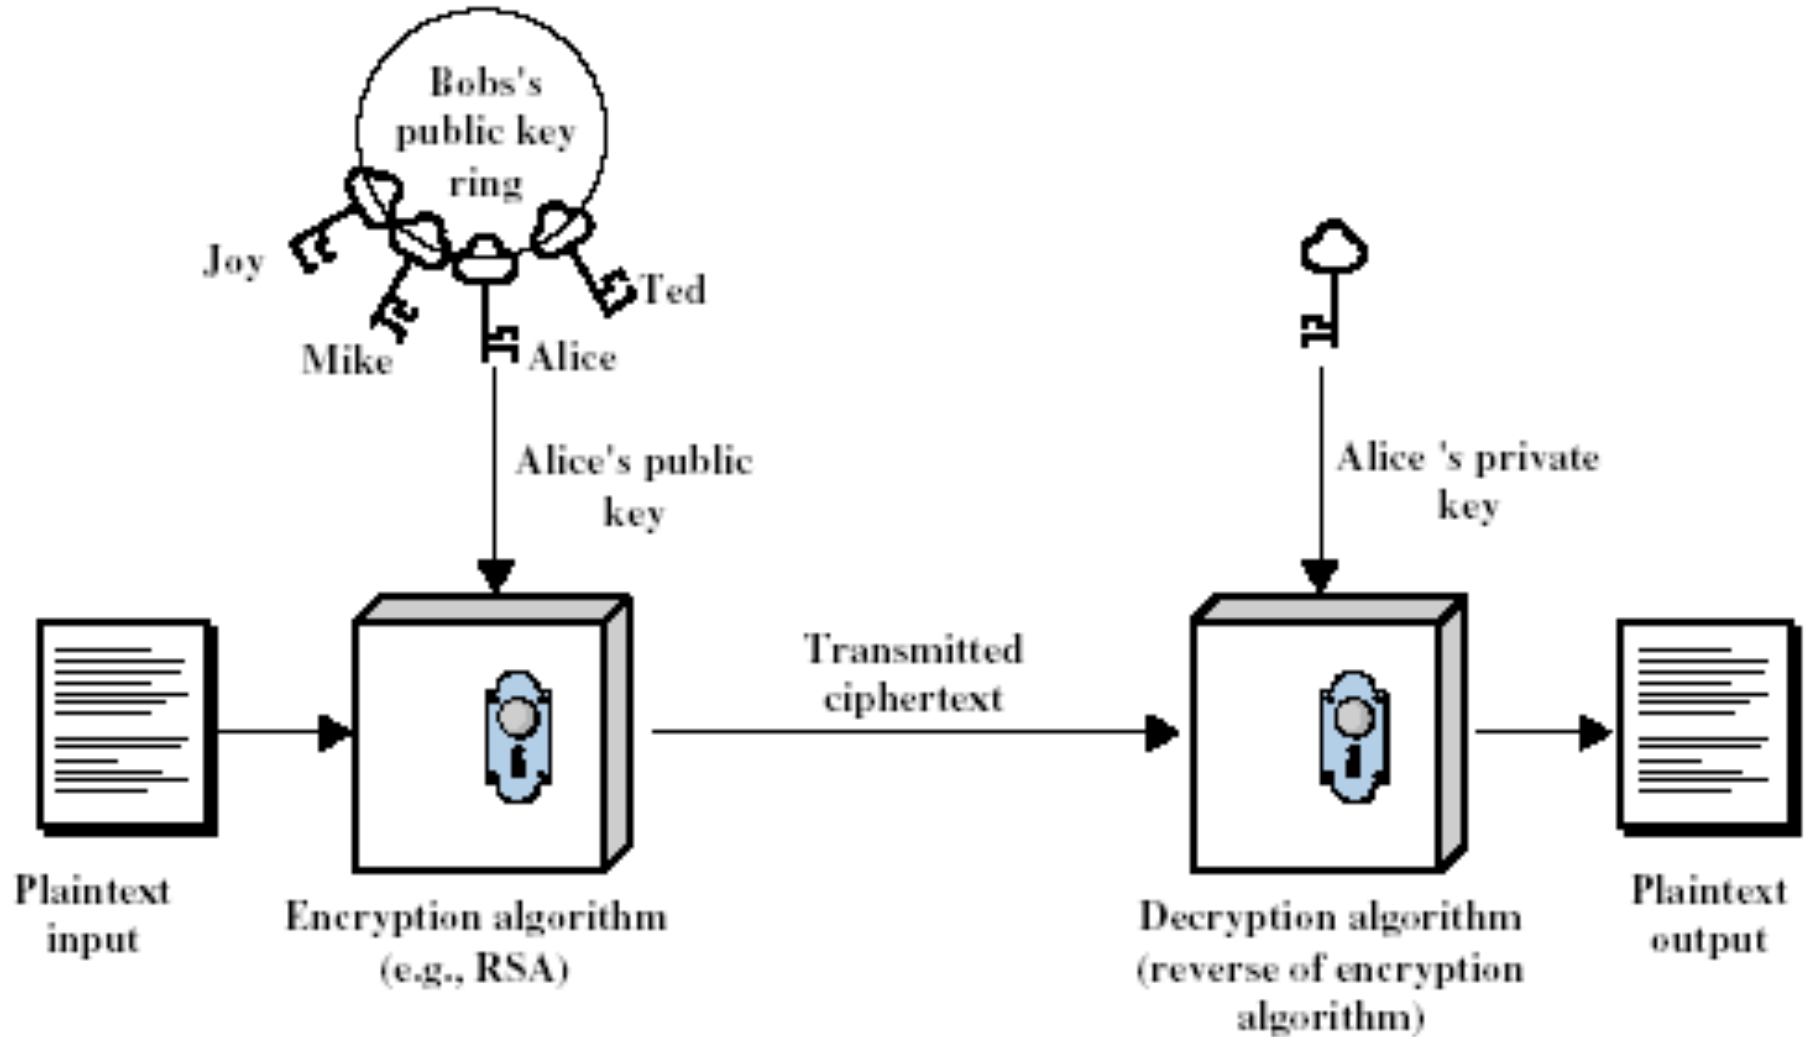 Bobs's
public key
ring
Joy
Mike
Alice
Ted
Alice's public
key
Alice 's private
key
Transmitted
ciphertext
Plaintext
input
Encryption algorithm
(e.g., RSA)
Decryption algorithm
(reverse of encryption
algorithm)
Plaintext
output